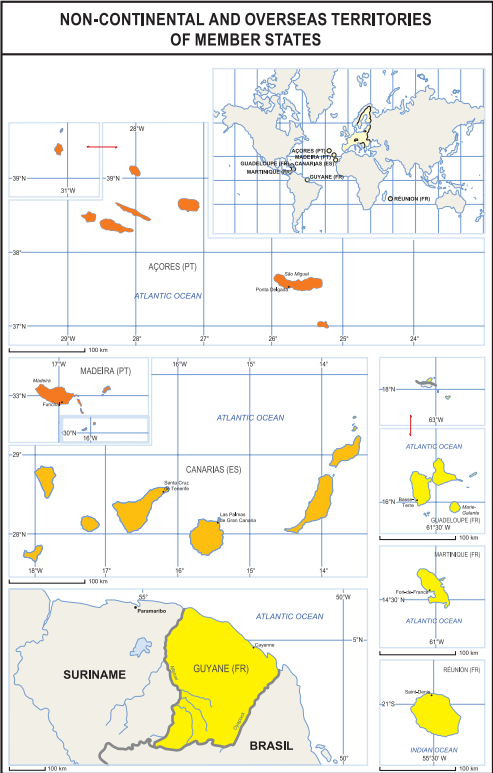 NON-CONTINENTAL AND OVERSEAS TERRITORIES
OF MEMBER STATES
AÇORES (PT)
MADEIRA (PT)
GUADELOUPE (FR)
CANARIAS (ES)
MARTINIQUE (FR)
GUYANE (FR)
RÉUNION (FR)
28°W
39°N
31°W
39°N
38°
AÇORES (PT)
São Miguel
Ponta Delgada
ATLANTIC OCEAN
37°N
29°W
28°
27°
26°
25°
24°
100 km
17°W
MADEIRA (PT)
Madeira
33°N
Funchal
30°N
16°W
16°
15°
14°
ATLANTIC OCEAN
29°
CANARIAS (ES)
Santa Cruz
de Tenerife
Las Palmas
de Gran Canaria
28°
18°W
17°
16°
15°
14°
100 km
18°N
63°W
ATLANTIC OCEAN
16°N
Basse-
Terre
Marie-
Galante
GUADELOUPE (FR)
61°30' W
100 km
MARTINIQUE (FR)
Fort-de-France
14°30' N
ATLANTIC OCEAN
61°W
100 km
RÉUNION (FR)
Saint-Denis
21°S
INDIAN OCEAN
55°30' E
100 km
55°
50°W
Paramaribo
ATLANTIC OCEAN
5°N
Cayenne
GUYANE (FR)
SURINAME
BRASIL
50°
100 km